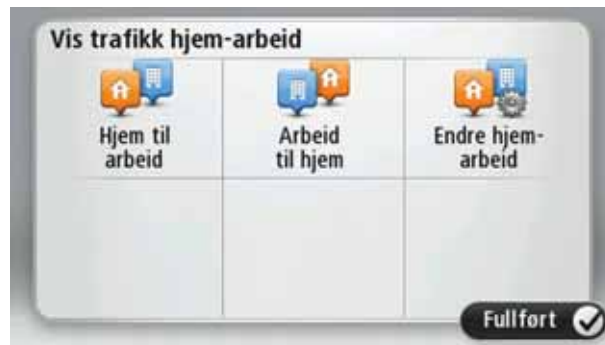 Vis trafikk hjem-arbeid
Hjem til
arbeid
Arbeid
til hjem
Endre hjem-
arbeid
Fullført